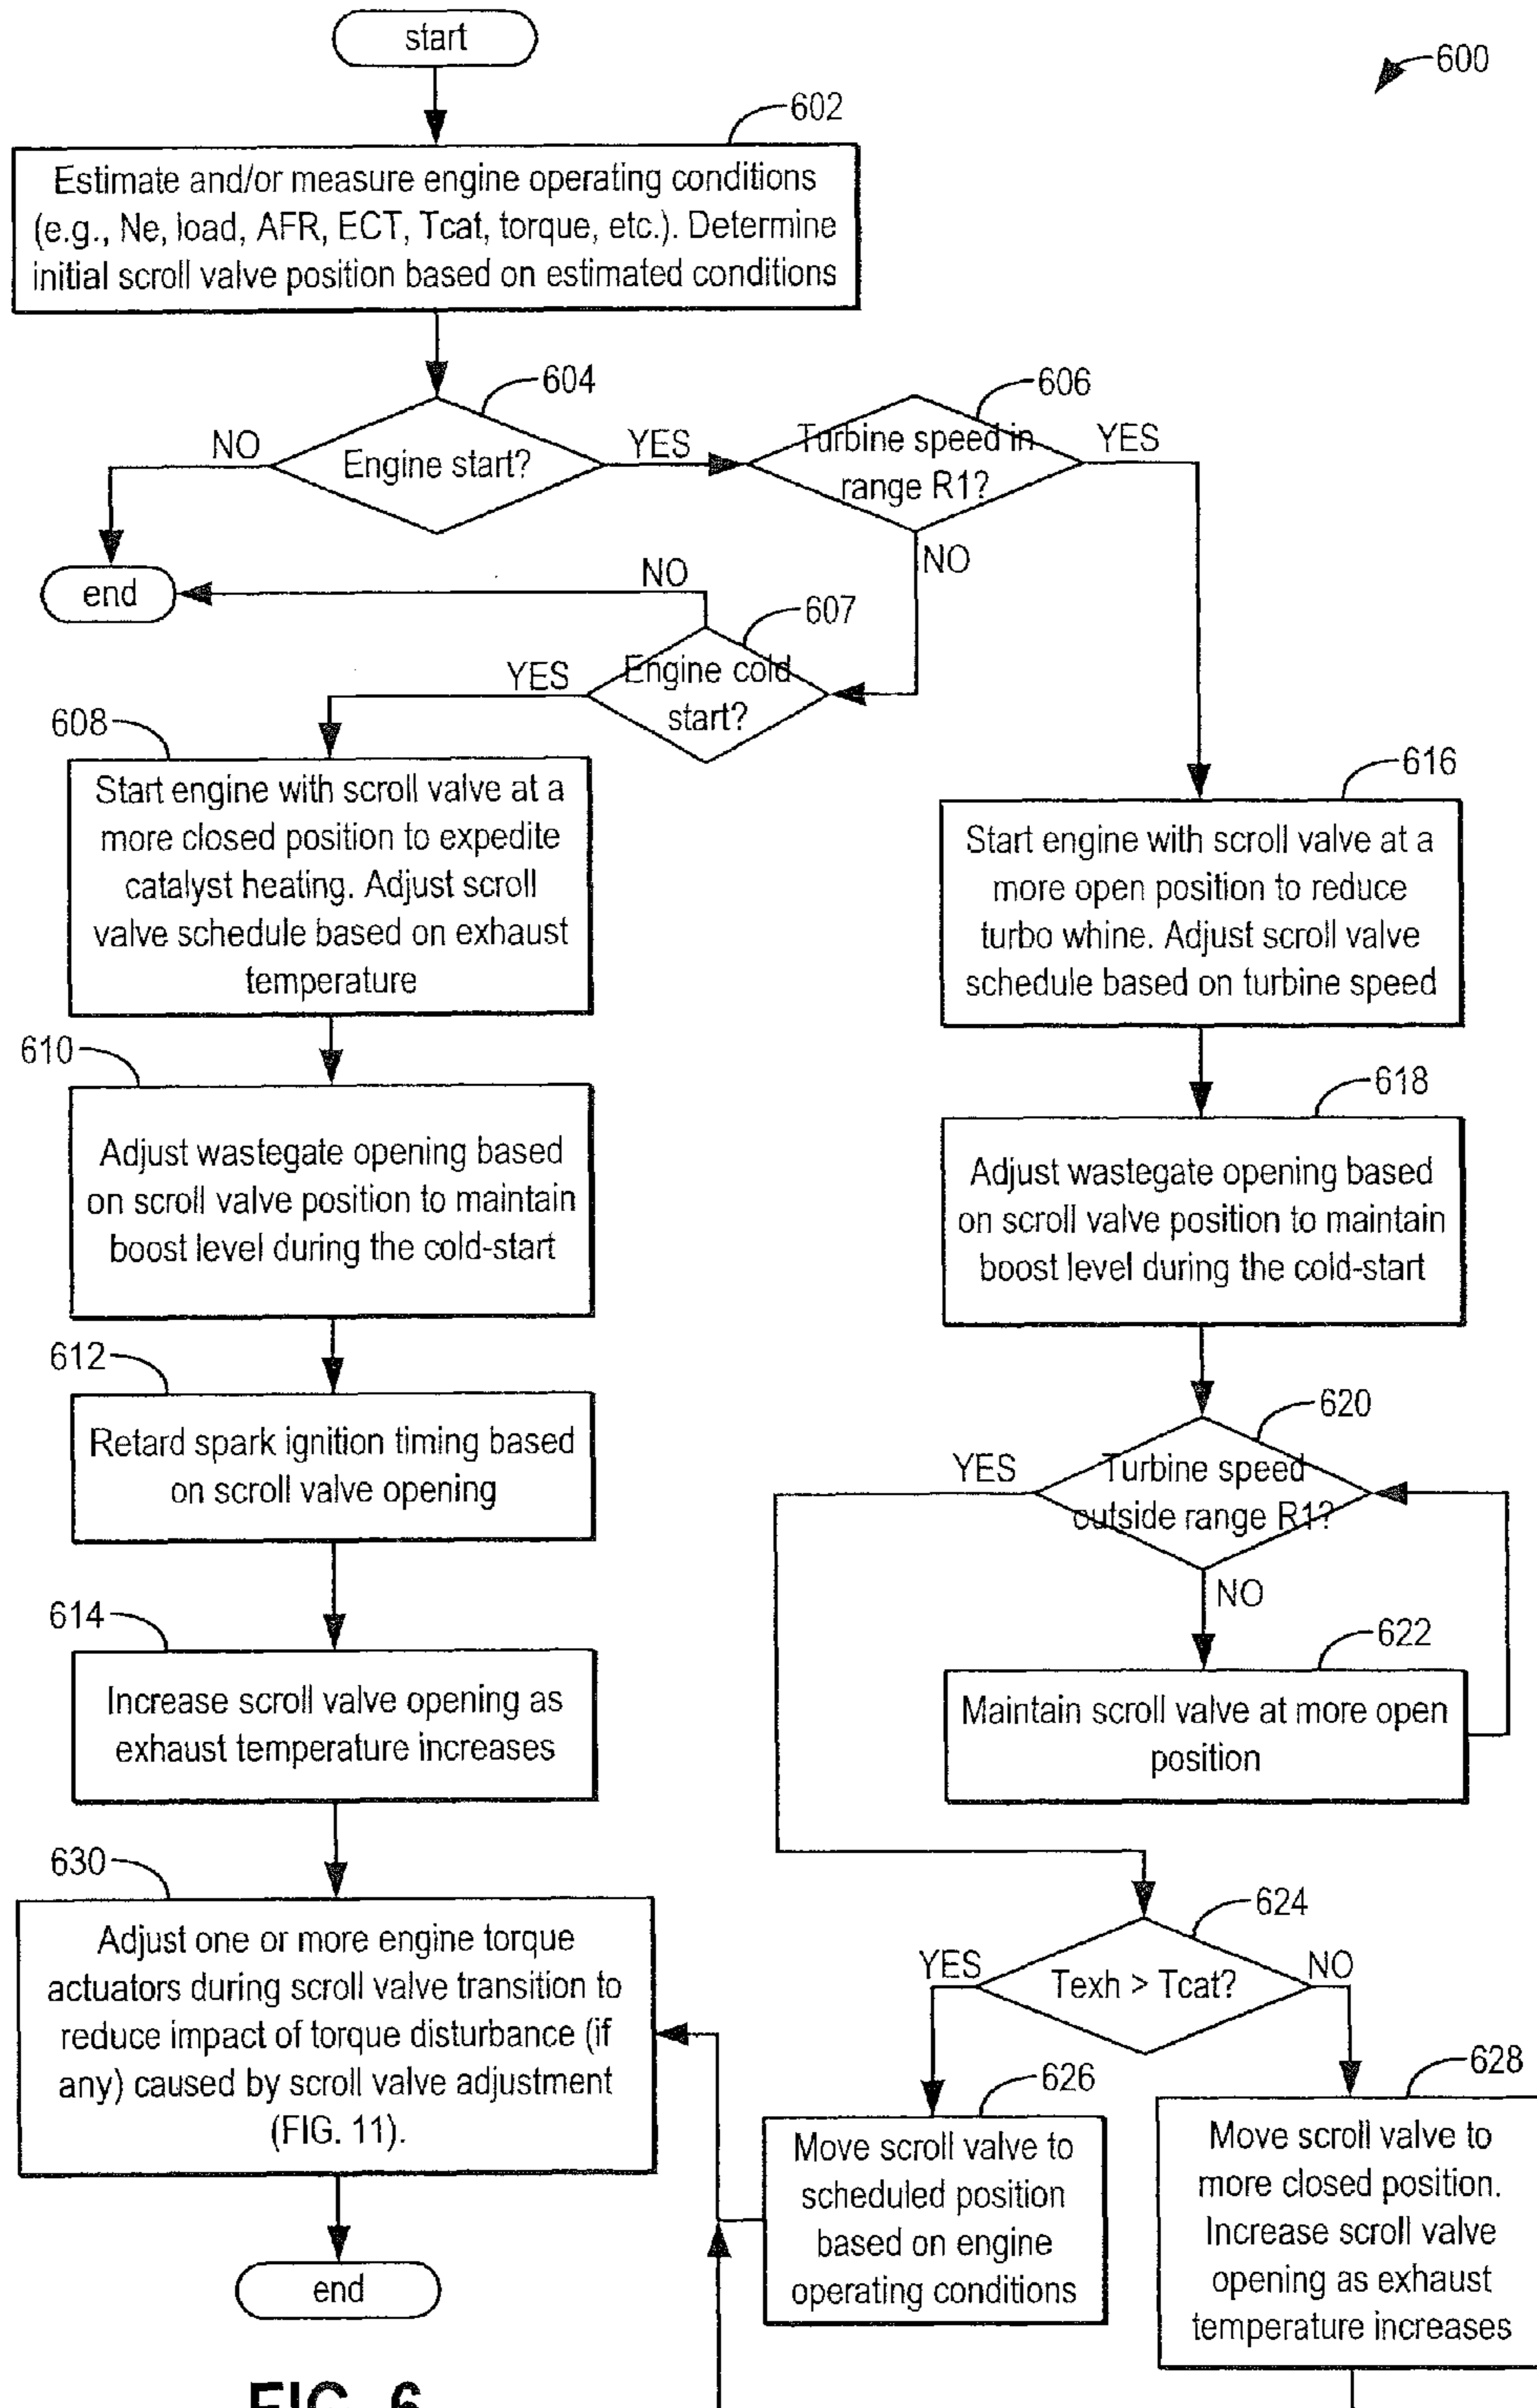 start
600
602
Estimate and/or measure engine operating conditions
(e.g., Ne, load, AFR, ECT, Tcat, torque, etc.). Determine
initial scroll valve position based on estimated conditions
604
Engine start?
NO
YES
606
Turbine speed in
range R1?
YES
NO
end
NO
607
Engine cold
start?
YES
608
Start engine with scroll valve at a
more closed position to expedite
catalyst heating. Adjust scroll
valve schedule based on exhaust
temperature
616
Start engine with scroll valve at a
more open position to reduce
turbo whine. Adjust scroll valve
schedule based on turbine speed
610
Adjust wastegate opening based
on scroll valve position to maintain
boost level during the cold-start
618
Adjust wastegate opening based
on scroll valve position to maintain
boost level during the cold-start
612
Retard spark ignition timing based
on scroll valve opening
620
Turbine speed
outside range R1?
YES
NO
614
Increase scroll valve opening as
exhaust temperature increases
622
Maintain scroll valve at more open
position
630
Adjust one or more engine torque
actuators during scroll valve transition to
reduce impact of torque disturbance (if
any) caused by scroll valve adjustment
(FIG. 11).
624
Texh > Tcat?
YES
NO
626
Move scroll valve to
scheduled position
based on engine
operating conditions
628
Move scroll valve to
more closed position.
Increase scroll valve
opening as exhaust
temperature increases
end
FIG. 6